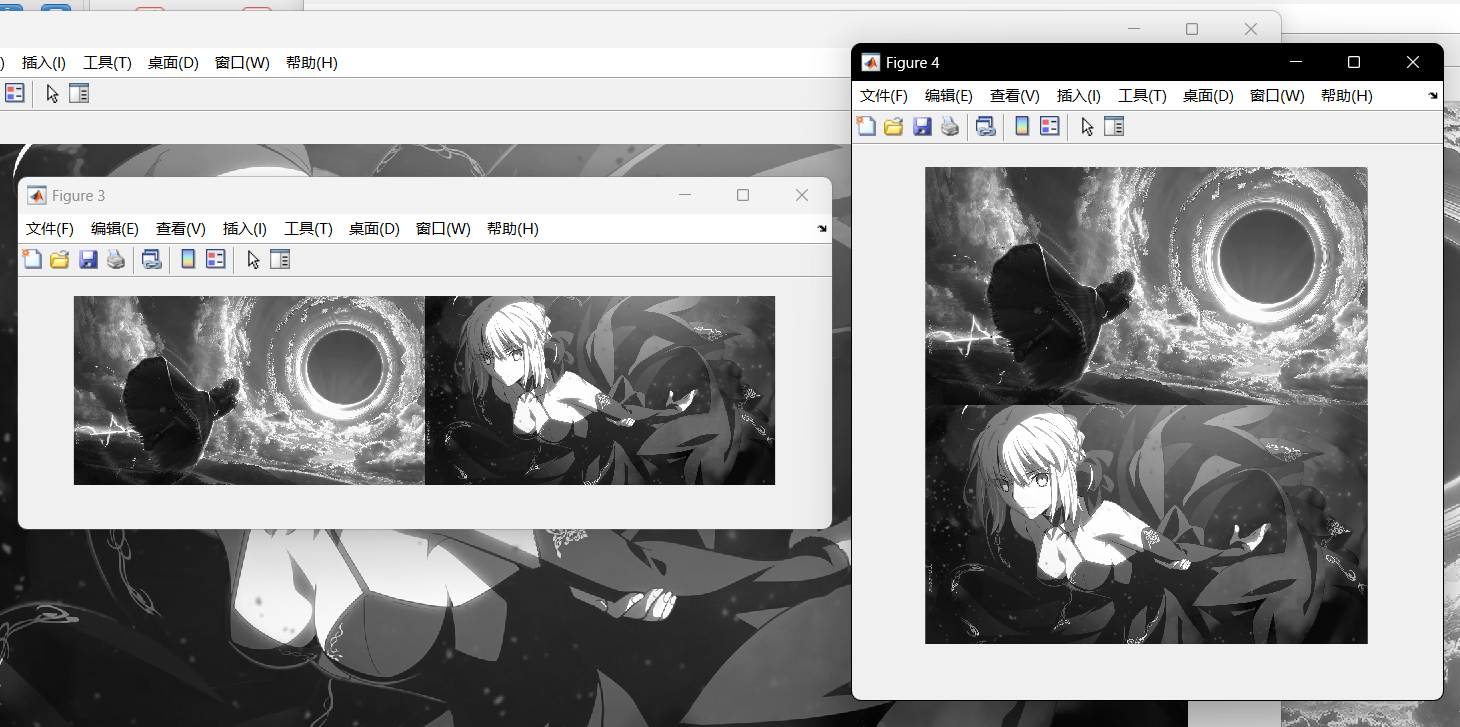 ) 插入(I) 工具(T) 桌面(D) 窗口(W) 帮助(H)
Figure 4
文件(F) 编辑(E) 查看(V) 插入(I) 工具(T) 桌面(D) 窗口(W) 帮助(H)
Figure 3
文件(F) 编辑(E) 查看(V) 插入(I) 工具(T) 桌面(D) 窗口(W) 帮助(H)